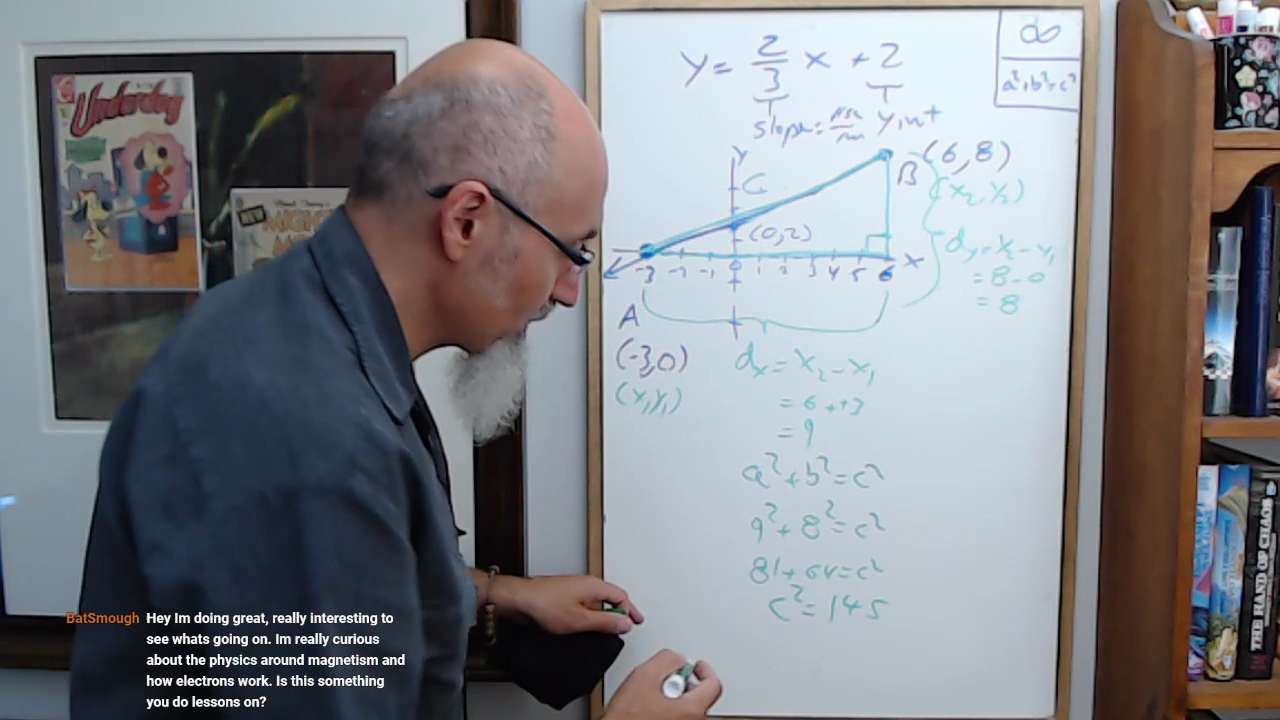 y = 2/3 x + 2
slope = rise/run y, int
∞
a²+b²=c²
Underdog
NEW
y
C
B (6,8)
(x₂, y₂)
(0,2)
-3 -2 -1 0 1 2 3 4 5 6 x
dy = y₂ - y₁
= 8 - 0
= 8
A
(-3,0)
(x₁, y₁)
dx = x₂ - x₁
= 6 + +3
= 9
a² + b² = c²
9² + 8² = c²
81 + 64 = c²
c² = 145
THE HAND OF CHAOS
BatSmough Hey Im doing great, really interesting to
see whats going on. Im really curious
about the physics around magnetism and
how electrons work. Is this something
you do lessons on?